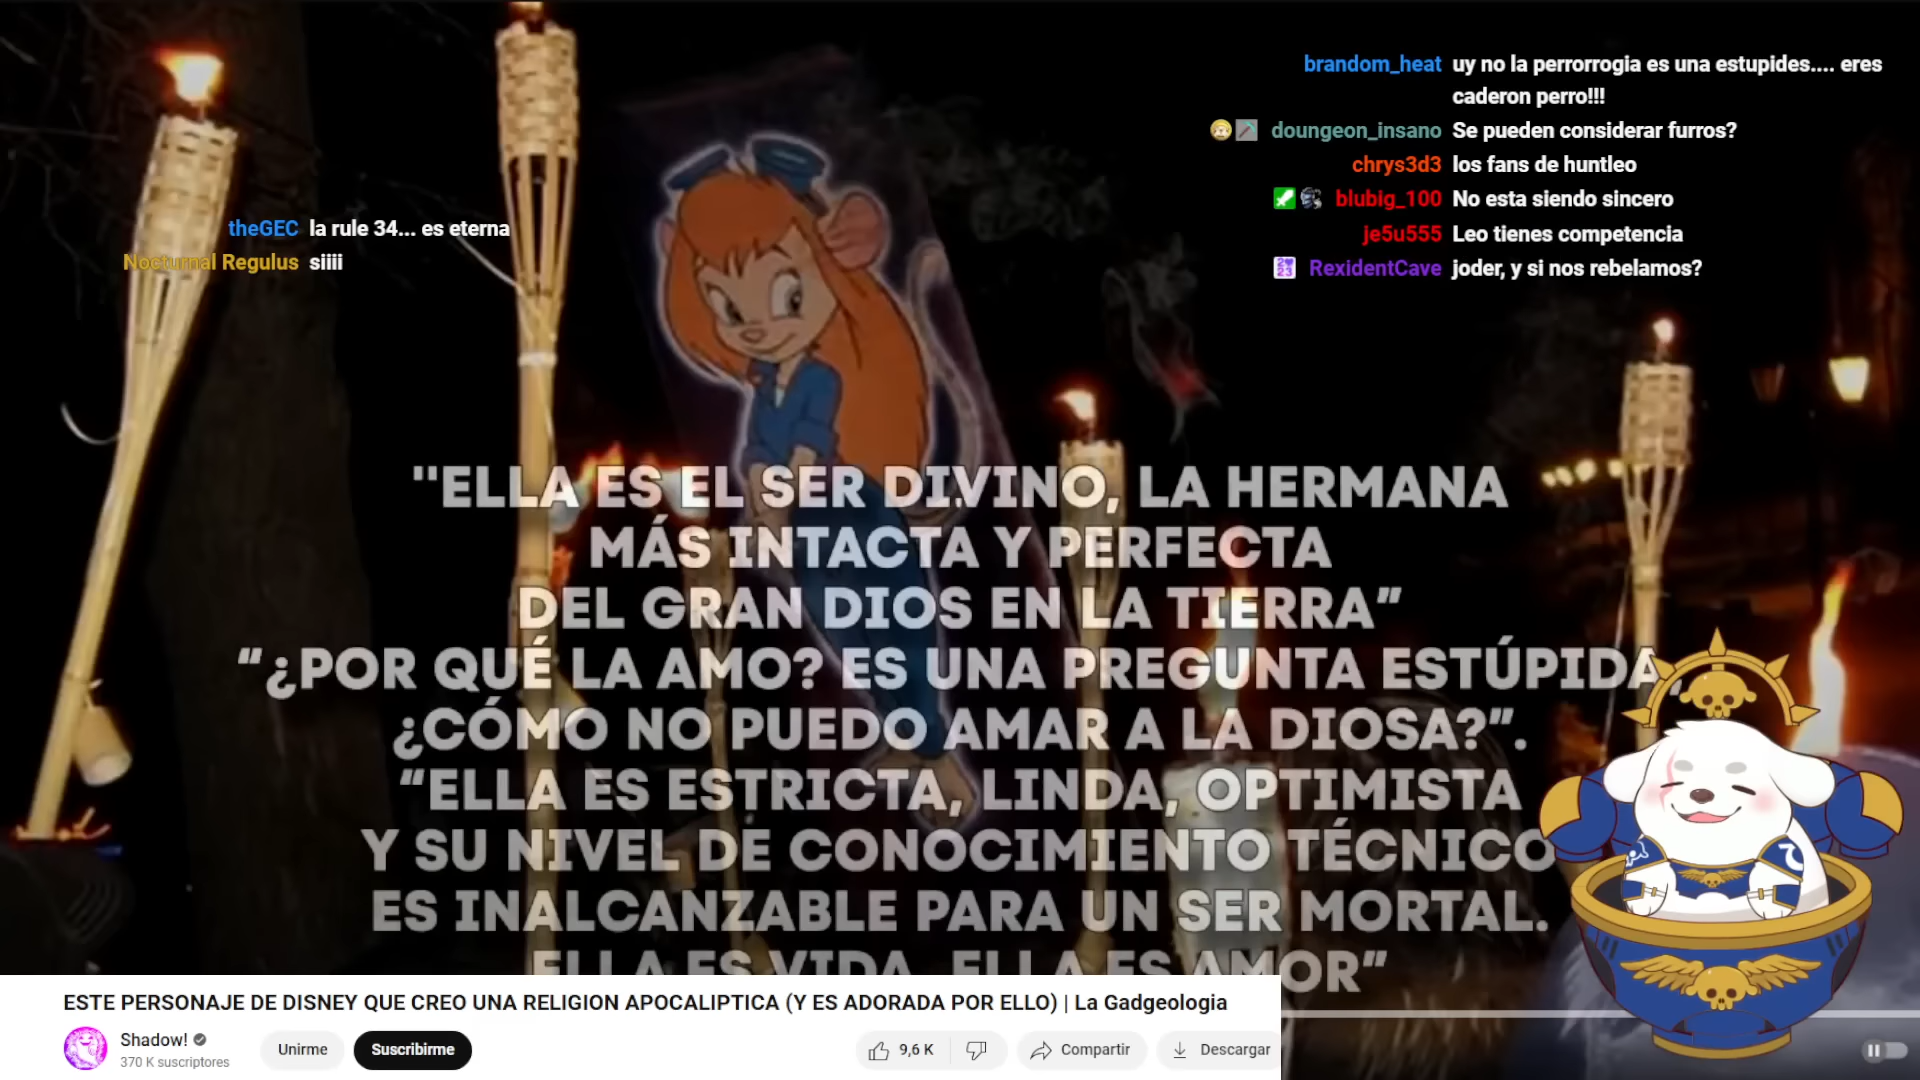 brandom_heat uy no la perrorrogia es una estupides.... eres
caderon perro!!!
doungeon_insano Se pueden considerar furros?
chrys3d3 los fans de huntleo
blubig_100 No esta siendo sincero
je5u555 Leo tienes competencia
RexidentCave joder, y si nos rebelamos?
theGEC la rule 34... es eterna
Nocturnal Regulus siiii
"ELLA ES EL SER DIVINO, LA HERMANA
MÁS INTACTA Y PERFECTA
DEL GRAN DIOS EN LA TIERRA"
"¿POR QUÉ LA AMO? ES UNA PREGUNTA ESTÚPIDA,
¿CÓMO NO PUEDO AMAR A LA DIOSA?".
"ELLA ES ESTRICTA, LINDA, OPTIMISTA
Y SU NIVEL DE CONOCIMIENTO TÉCNICO
ES INALCANZABLE PARA UN SER MORTAL.
ELLA ES VIDA, ELLA ES AMOR"
ESTE PERSONAJE DE DISNEY QUE CREO UNA RELIGION APOCALIPTICA (Y ES ADORADA POR ELLO) | La Gadgeologia
Shadow!
370 K suscriptores
Unirme
Suscribirme
9,6 K
Compartir
Descargar